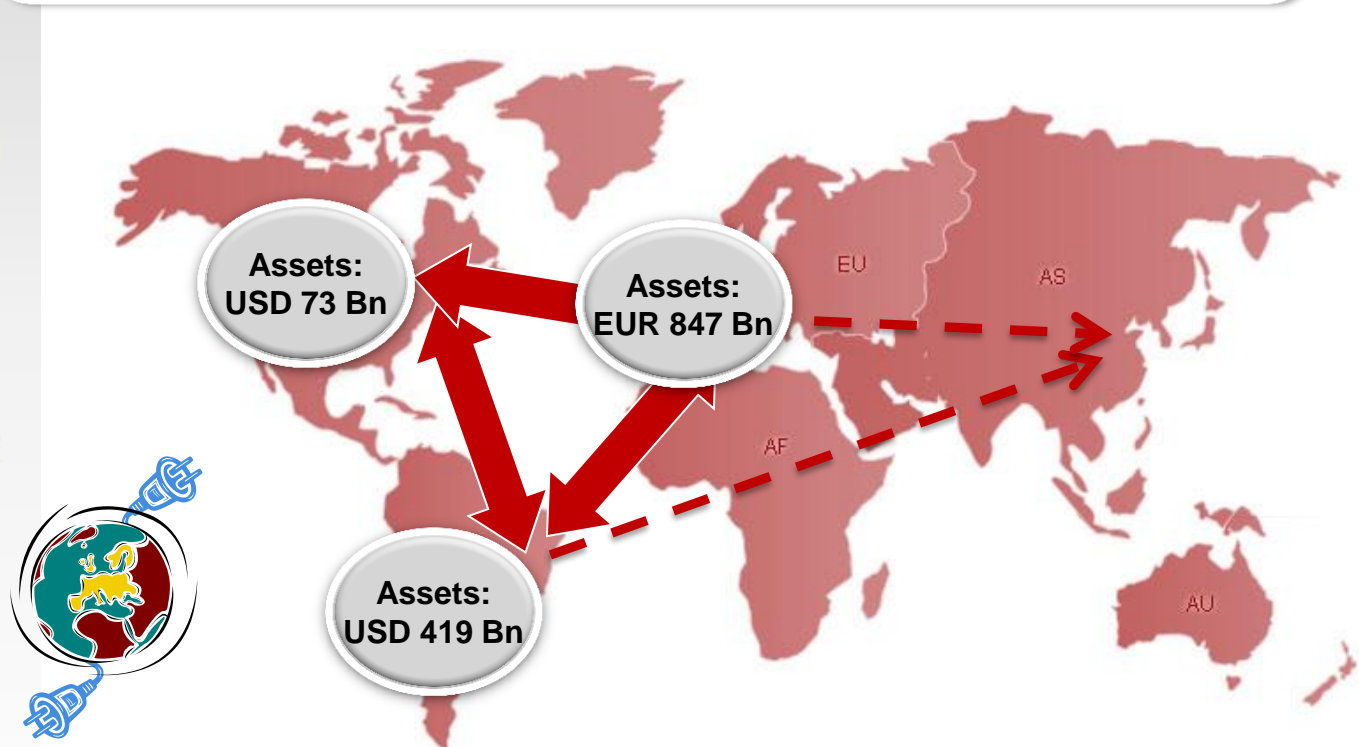 Assets:
USD 73 Bn
Assets:
EUR 847 Bn
EU
AS
AF
Assets:
USD 419 Bn
AU